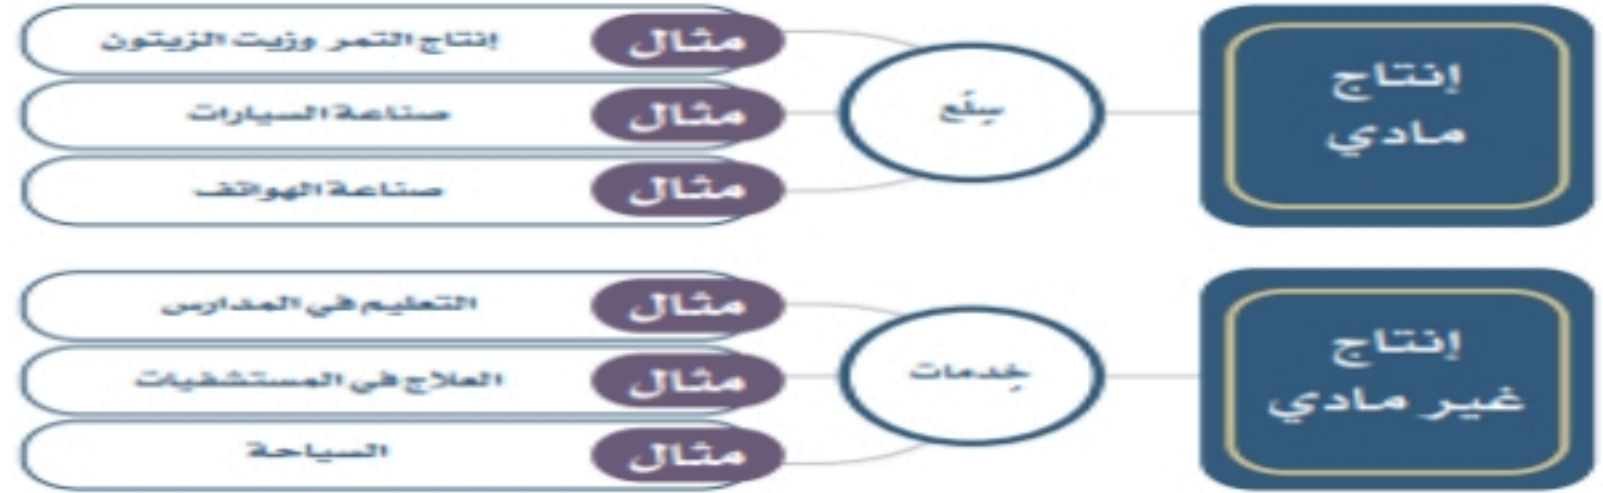 إنتاج
مادي
سِلَع
مثال
إنتاج التمر وزيت الزيتون
مثال
صناعة السيارات
مثال
صناعة الهواتف
إنتاج
غير مادي
خِدمات
مثال
التعليم في المدارس
مثال
العلاج في المستشفيات
مثال
السياحة